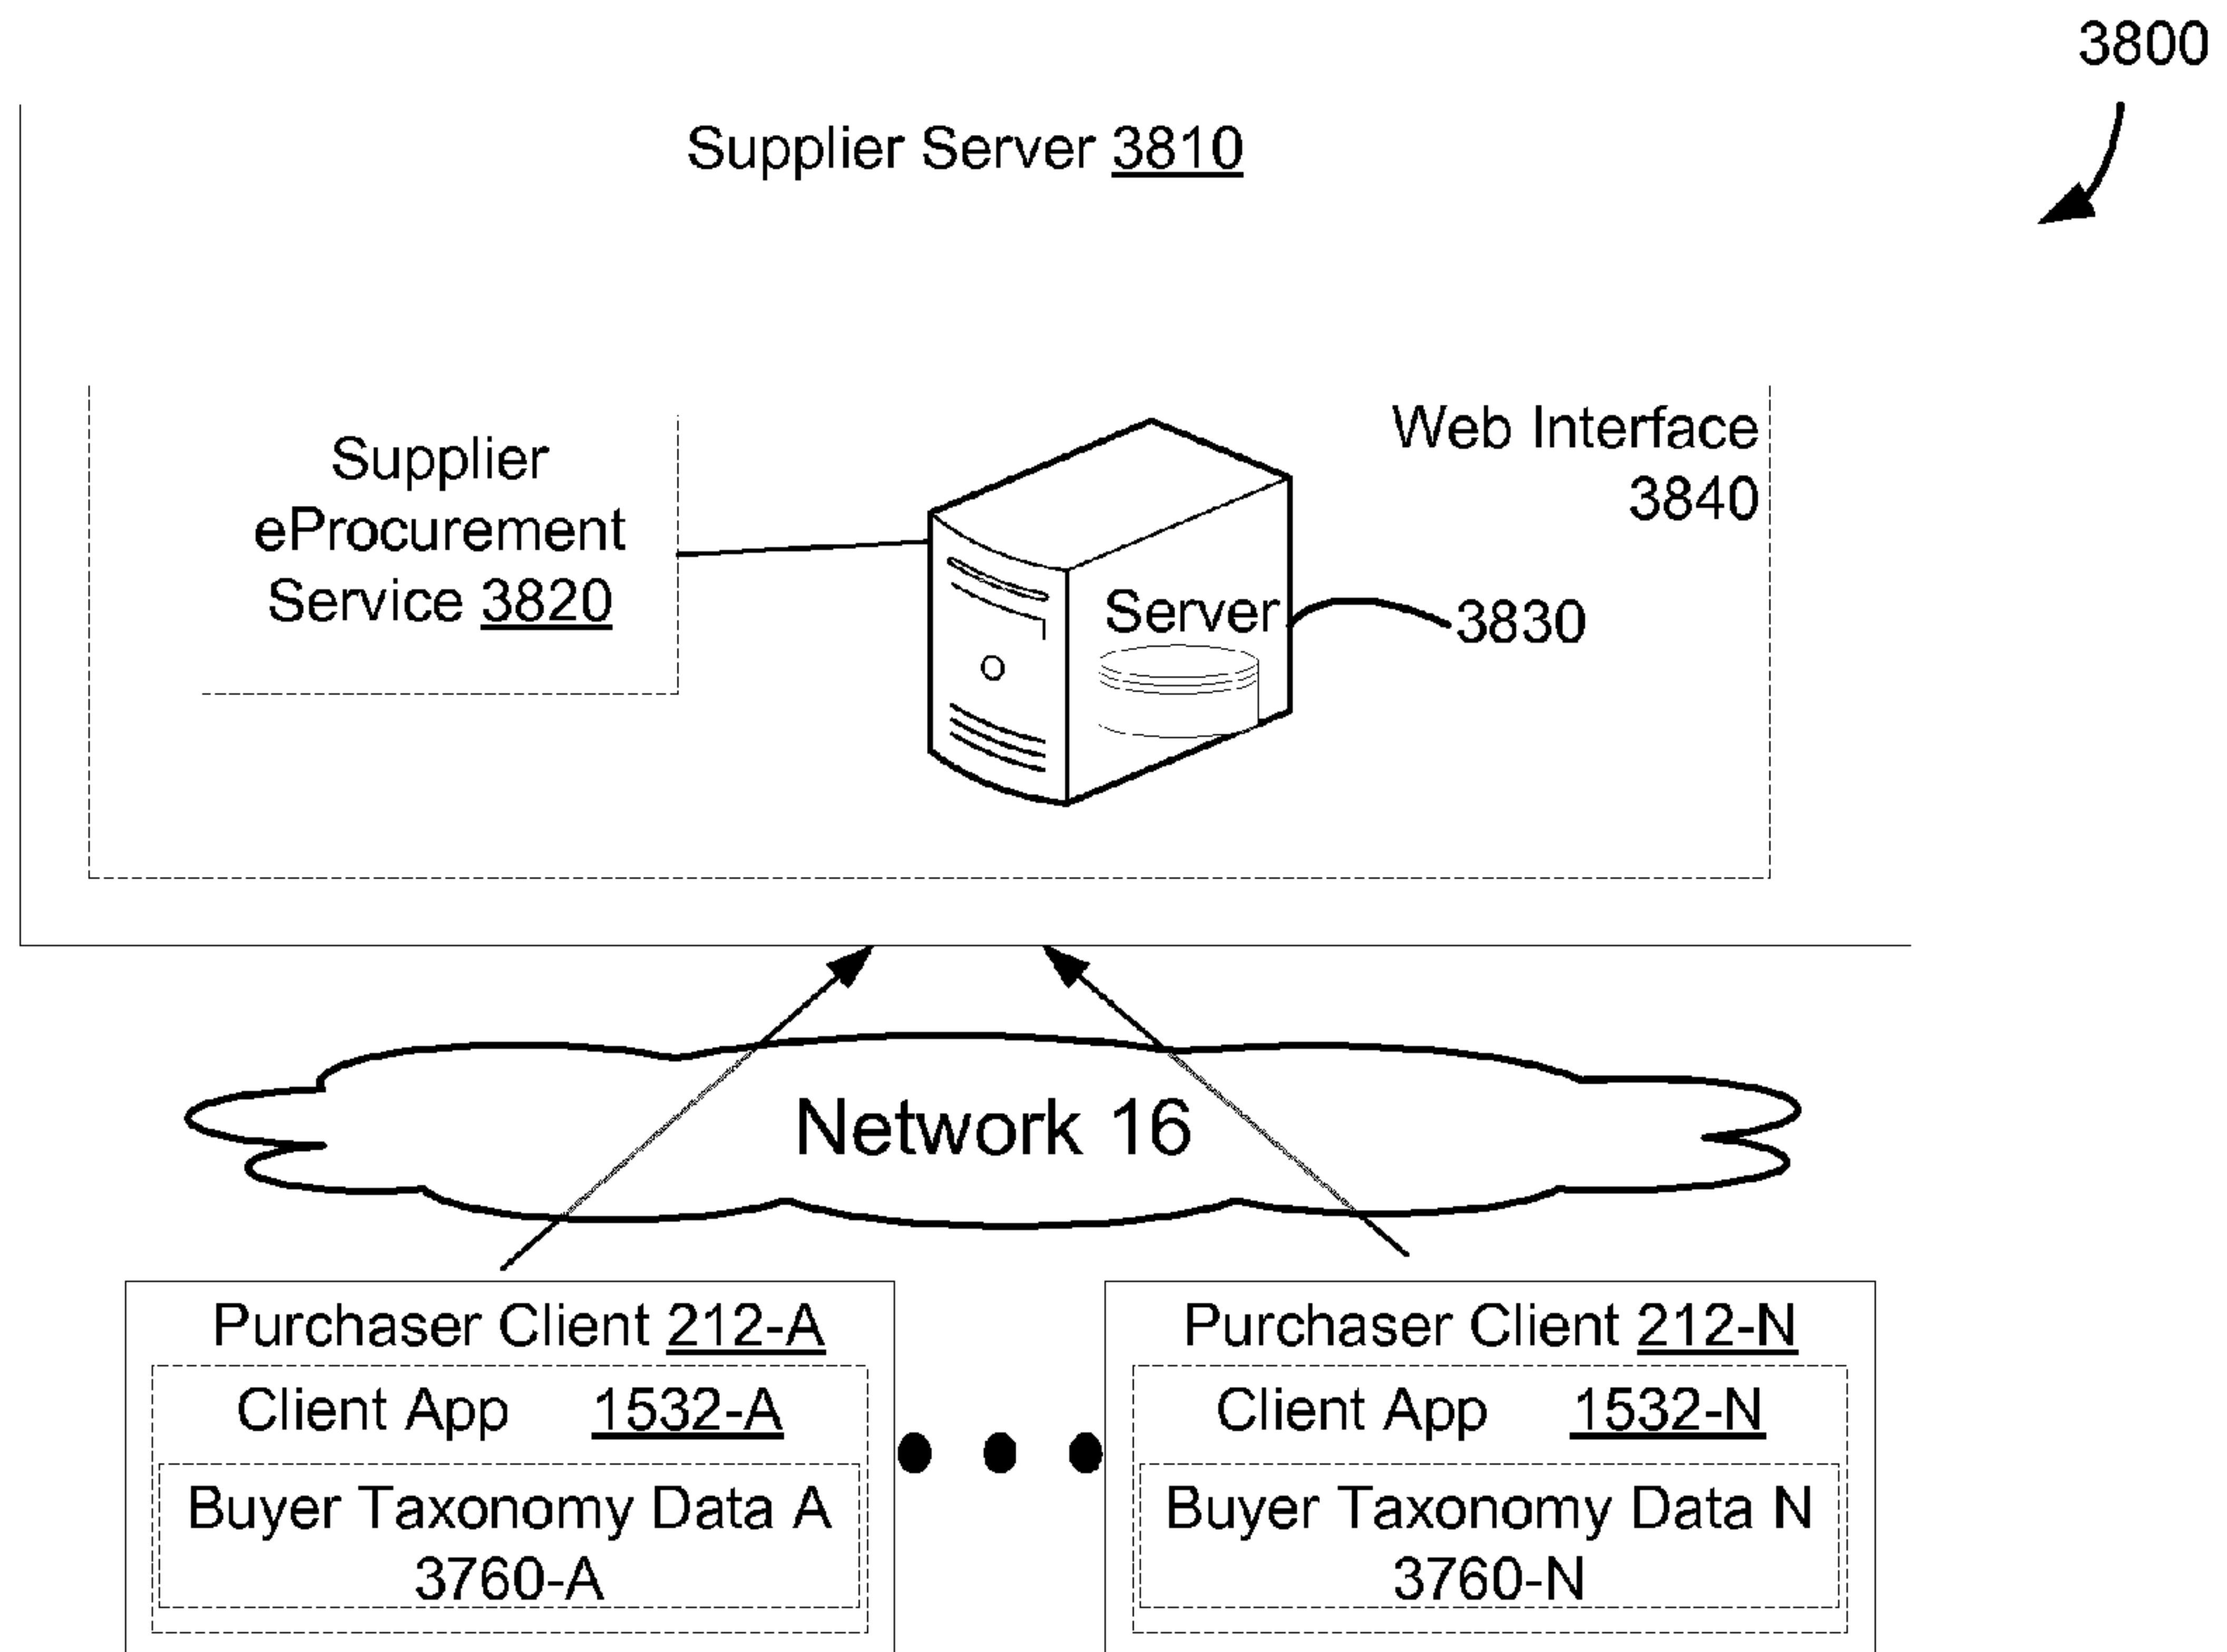 3800
Supplier Server 3810
Web Interface
3840
Supplier
eProcurement
Service 3820
Server
3830
Network 16
Purchaser Client 212-A
Client App 1532-A
Buyer Taxonomy Data A
3760-A
Purchaser Client 212-N
Client App 1532-N
Buyer Taxonomy Data N
3760-N